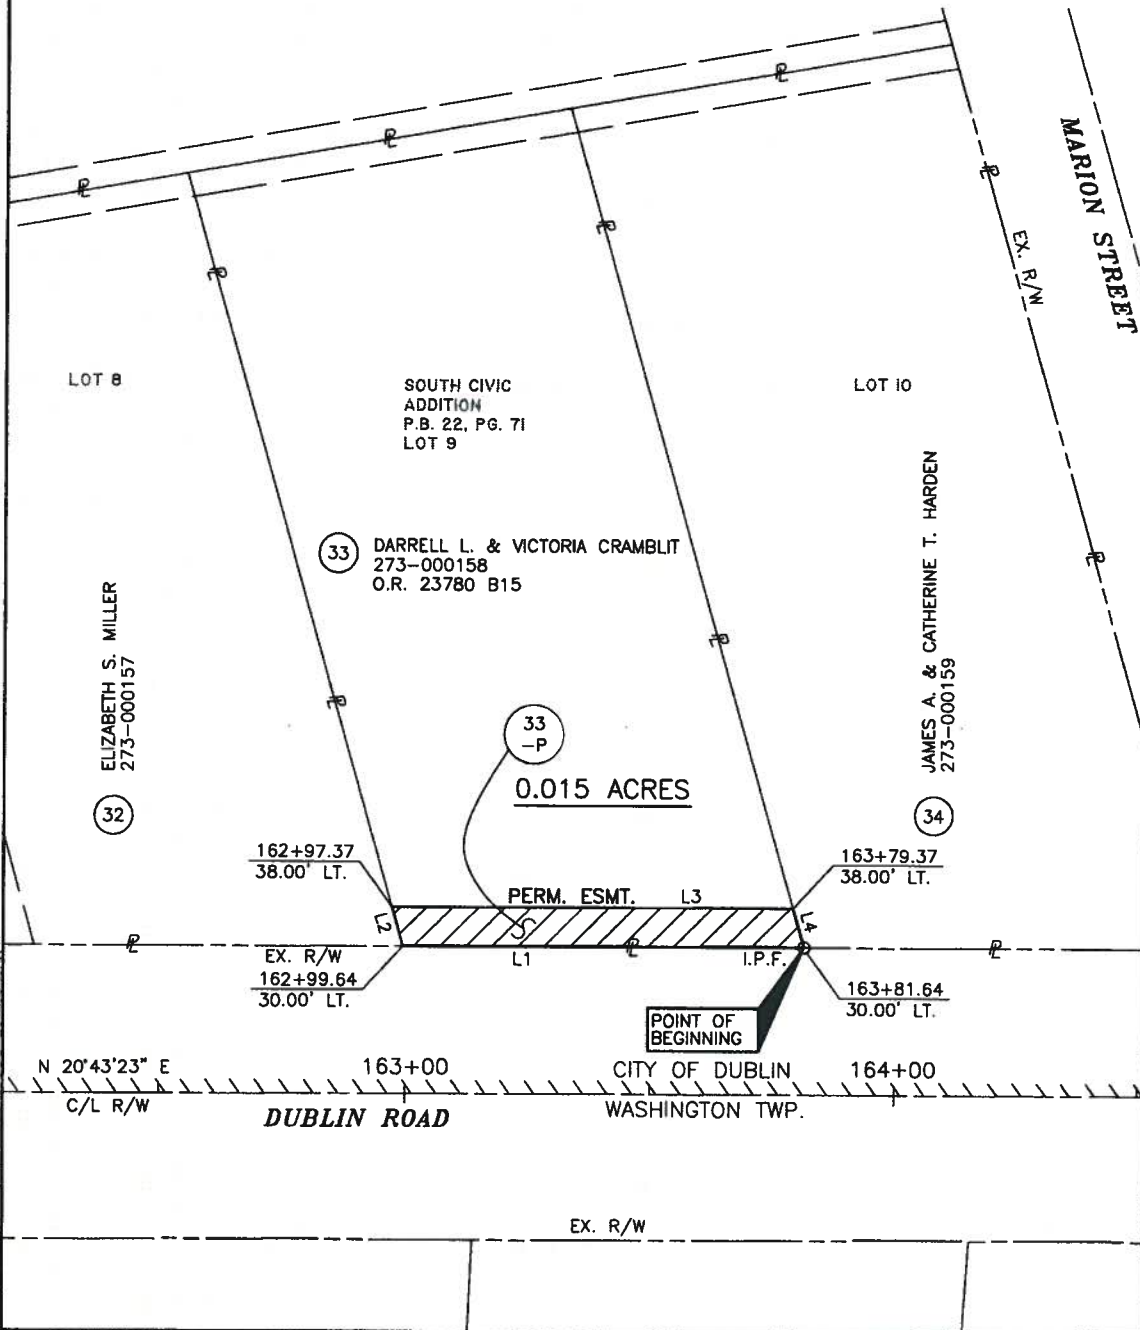 MARION STREET
EX. R/W
LOT 8
SOUTH CIVIC
ADDITION
P.B. 22, PG. 71
LOT 9
LOT 10
33
DARRELL L. & VICTORIA CRAMBLIT
273-000158
O.R. 23780 B15
ELIZABETH S. MILLER
273-000157
32
JAMES A. & CATHERINE T. HARDEN
273-000159
34
33
-P
0.015 ACRES
162+97.37
38.00' LT.
163+79.37
38.00' LT.
PERM. ESMT.
L3
L2
L4
EX. R/W
L1
I.P.F.
162+99.64
30.00' LT.
163+81.64
30.00' LT.
POINT OF
BEGINNING
N 20°43'23" E
163+00
CITY OF DUBLIN
164+00
C/L R/W
DUBLIN ROAD
WASHINGTON TWP.
EX. R/W